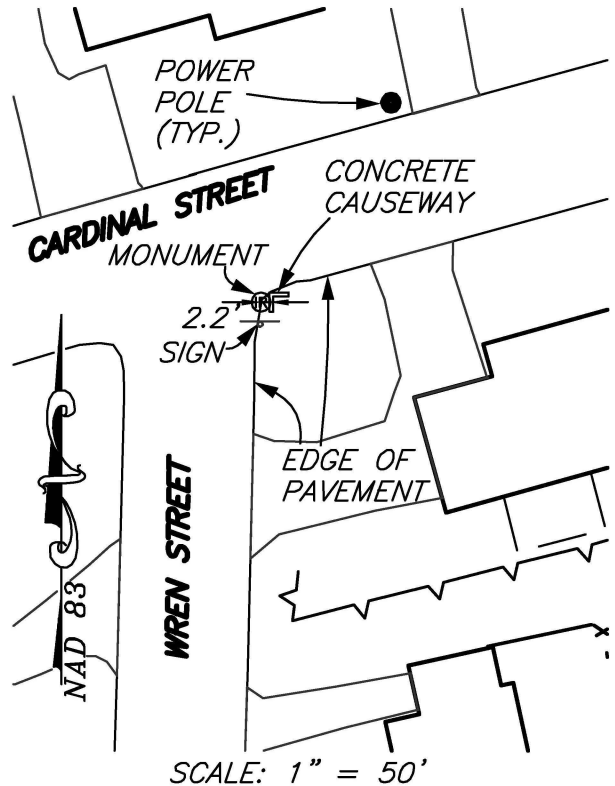 POWER
POLE
(TYP.)
CARDINAL STREET
CONCRETE
CAUSEWAY
MONUMENT
2.2'
SIGN
EDGE OF
PAVEMENT
WREN STREET
NAD 83
SCALE: 1" = 50'